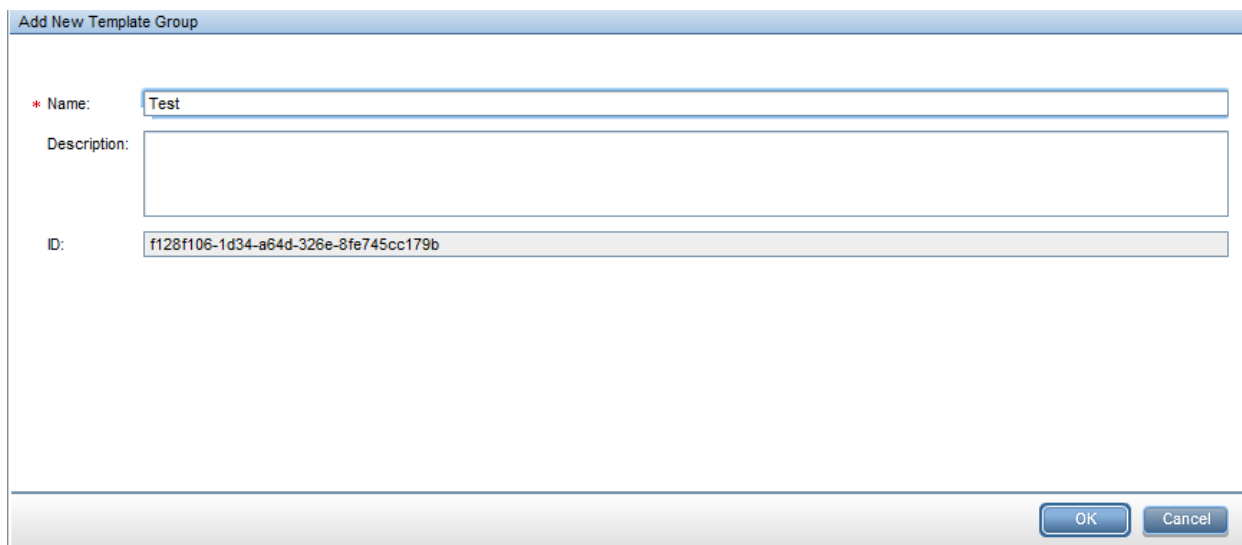 Add New Template Group
* Name: Test
Description:
ID: f128f106-1d34-a64d-326e-8fe745cc179b
OK Cancel